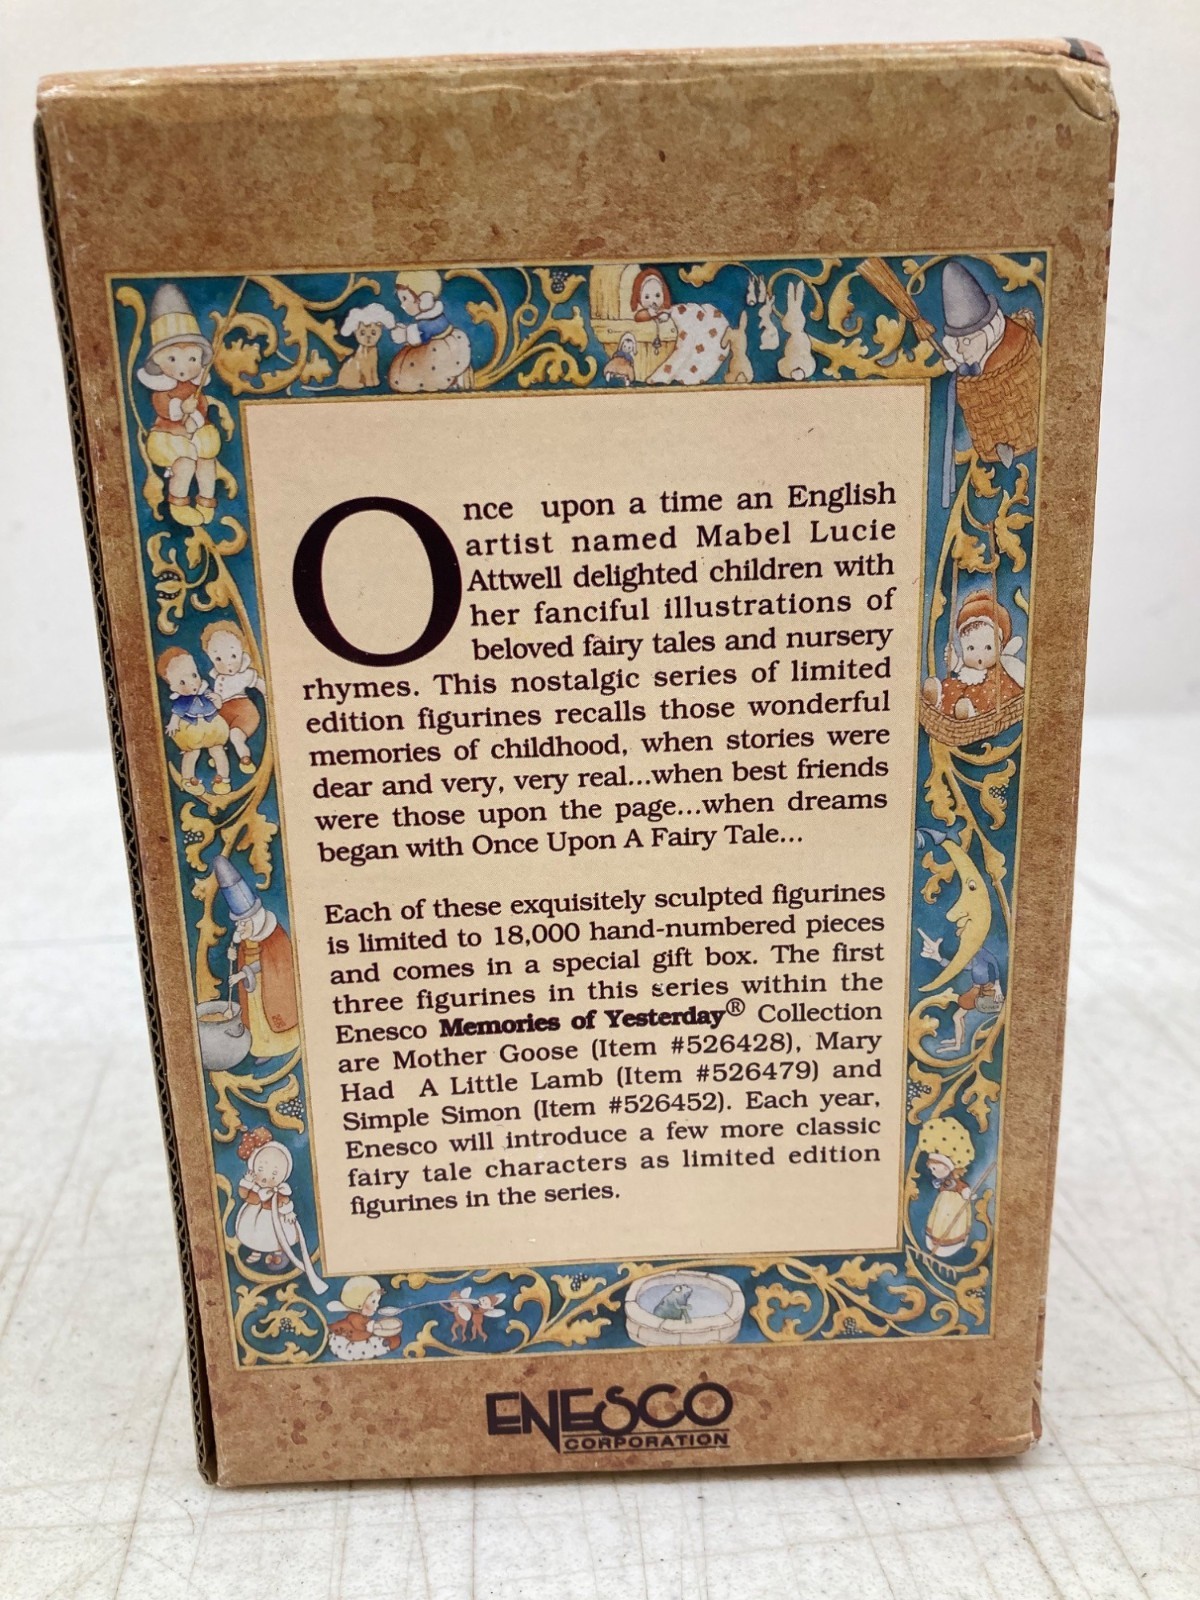 Once upon a time an English
artist named Mabel Lucie
Attwell delighted children with
her fanciful illustrations of
beloved fairy tales and nursery
rhymes. This nostalgic series of limited
edition figurines recalls those wonderful
memories of childhood, when stories were
dear and very, very real...when best friends
were those upon the page...when dreams
began with Once Upon A Fairy Tale...
Each of these exquisitely sculpted figurines
is limited to 18,000 hand-numbered pieces
and comes in a special gift box. The first
three figurines in this series within the
Enesco Memories of Yesterday® Collection
are Mother Goose (Item #526428), Mary
Had A Little Lamb (Item #526479) and
Simple Simon (Item #526452). Each year,
Enesco will introduce a few more classic
fairy tale characters as limited edition
figurines in the series.
ENESCO
CORPORATION